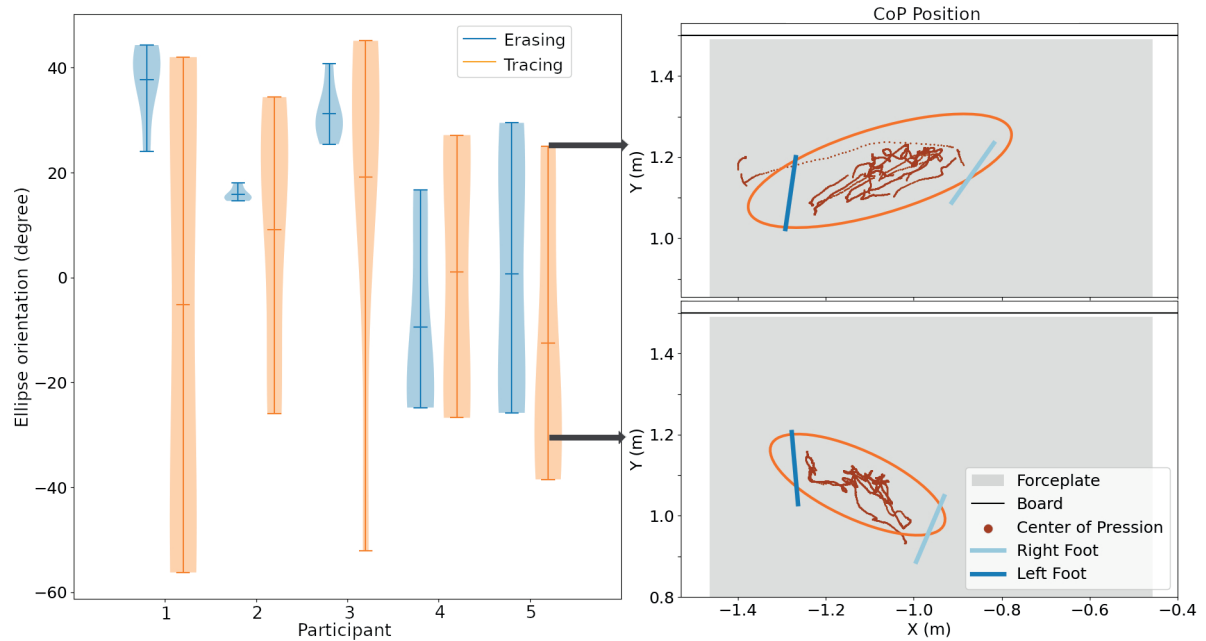 CoP Position
Ellipse orientation (degree)
40
20
0
−20
−40
−60
1
2
3
4
5
Participant
Erasing
Tracing
Y (m)
1.4
1.2
1.0
Y (m)
1.4
1.2
1.0
0.8
−1.4
−1.2
−1.0
−0.8
−0.6
−0.4
X (m)
Forceplate
Board
Center of Pression
Right Foot
Left Foot